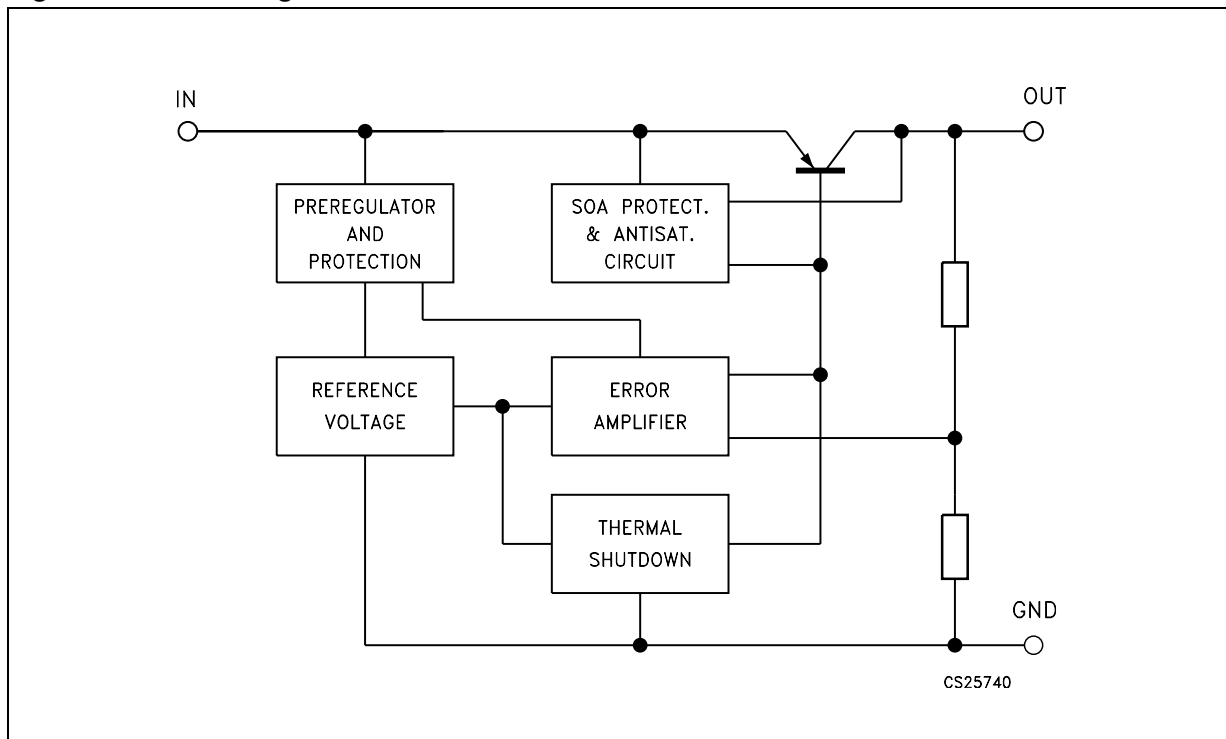 IN
OUT
PREREGULATOR
AND
PROTECTION
SOA PROTECT.
& ANTISAT.
CIRCUIT
REFERENCE
VOLTAGE
ERROR
AMPLIFIER
THERMAL
SHUTDOWN
GND
CS25740